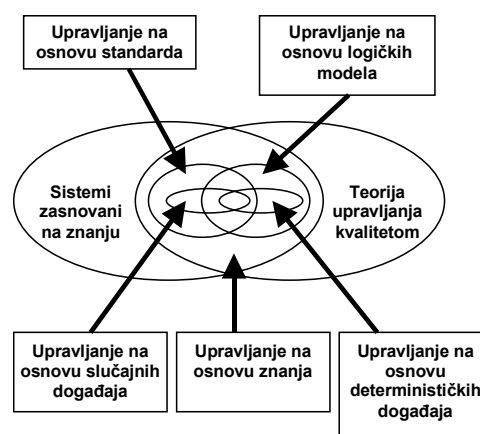 Upravljanje na
osnovu standarda
Upravljanje na
osnovu logičkih
modela
Sistemi
zasnovani
na znanju
Teorija
upravljanja
kvalitetom
Upravljanje na
osnovu slučajnih
događaja
Upravljanje na
osnovu znanja
Upravljanje na
osnovu
determinističkih
događaja